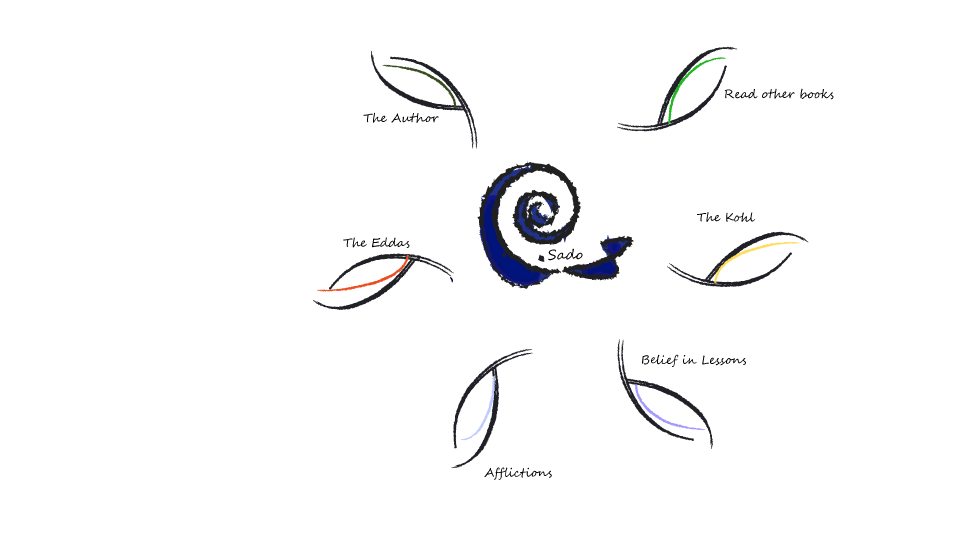 Read other books
The Author
The Kohl
The Eddas
Sado
Belief in Lessons
Afflictions